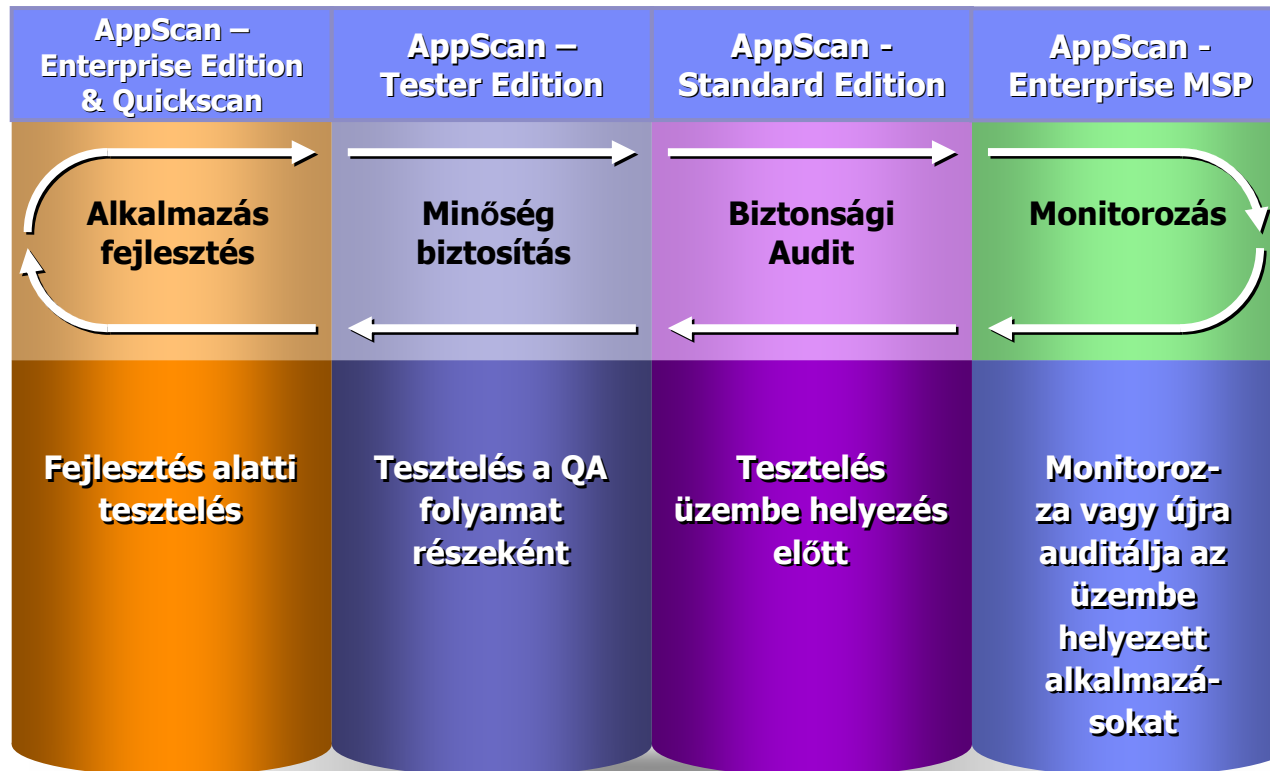 AppScan –
Enterprise Edition
& Quickscan
AppScan –
Tester Edition
AppScan -
Standard Edition
AppScan -
Enterprise MSP
Alkalmazás
fejlesztés
Minőség
biztosítás
Biztonsági
Audit
Monitorozás
Fejlesztés alatti
tesztelés
Tesztelés a QA
folyamat
részeként
Tesztelés
üzembe helyezés
előtt
Monitoroz-
za vagy újra
auditálja az
üzembe
helyezett
alkalmazá-
sokat